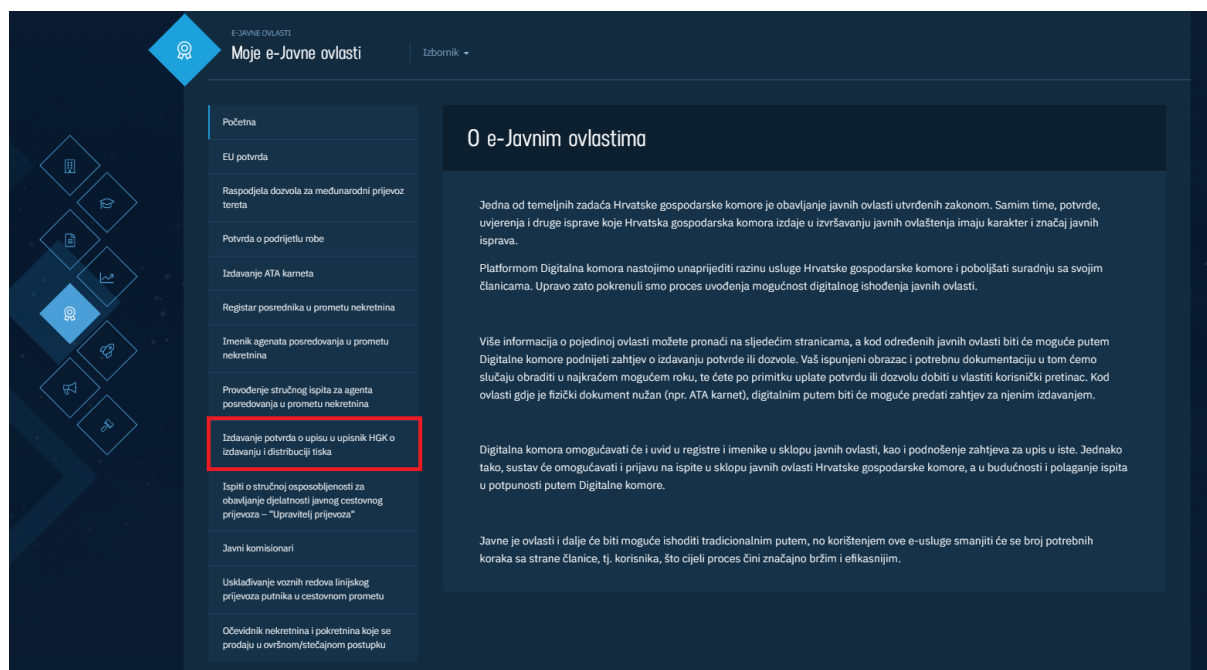 E-JAVNE OVLASTI
Moje e-Javne ovlasti
Izbornik
Početna
EU potvrda
Raspodjela dozvola za međunarodni prijevoz
tereta
Potvrda o podrijetlu robe
Izdavanje ATA karneta
Registar posrednika u prometu nekretnina
Imenik agenata posredovanja u prometu
nekretnina
Provođenje stručnog ispita za agenta
posredovanja u prometu nekretnina
Izdavanje potvrda o upisu u upisnik HGK o
izdavanju i distribuciji tiska
Ispiti o stručnoj osposobljenosti za
obavljanje djelatnosti javnog cestovnog
prijevoza – "Upravitelj prijevoza"
Javni komisionari
Usklađivanje voznih redova linijskog
prijevoza putnika u cestovnom prometu
Očevidnik nekretnina i pokretnina koje se
prodaju u ovršnom/stečajnom postupku
O e-Javnim ovlastima
Jedna od temeljnih zadaća Hrvatske gospodarske komore je obavljanje javnih ovlasti utvrđenih zakonom. Samim time, potvrde,
uvjerenja i druge isprave koje Hrvatska gospodarska komora izdaje u izvršavanju javnih ovlaštenja imaju karakter i značaj javnih
isprava.
Platformom Digitalna komora nastojimo unaprijediti razinu usluge Hrvatske gospodarske komore i poboljšati suradnju sa svojim
članicama. Upravo zato pokrenuli smo proces uvođenja mogućnost digitalnog ishođenja javnih ovlasti.
Više informacija o pojedinoj ovlasti možete pronaći na sljedećim stranicama, a kod određenih javnih ovlasti biti će moguće putem
Digitalne komore podnijeti zahtjev o izdavanju potvrde ili dozvole. Vaš ispunjeni obrazac i potrebnu dokumentaciju u tom ćemo
slučaju obraditi u najkraćem mogućem roku, te ćete po primitku uplate potvrdu ili dozvolu dobiti u vlastiti korisnički pretinac. Kod
ovlasti gdje je fizički dokument nužan (npr. ATA karnet), digitalnim putem biti će moguće predati zahtjev za njenim izdavanjem.
Digitalna komora omogućavati će i uvid u registre i imenike u sklopu javnih ovlasti, kao i podnošenje zahtjeva za upis u iste. Jednako
tako, sustav će omogućavati i prijavu na ispite u sklopu javnih ovlasti Hrvatske gospodarske komore, a u budućnosti i polaganje ispita
u potpunosti putem Digitalne komore.
Javne je ovlasti i dalje će biti moguće ishoditi tradicionalnim putem, no korištenjem ove e-usluge smanjiti će se broj potrebnih
koraka sa strane članice, tj. korisnika, što cijeli proces čini značajno bržim i efikasnijim.